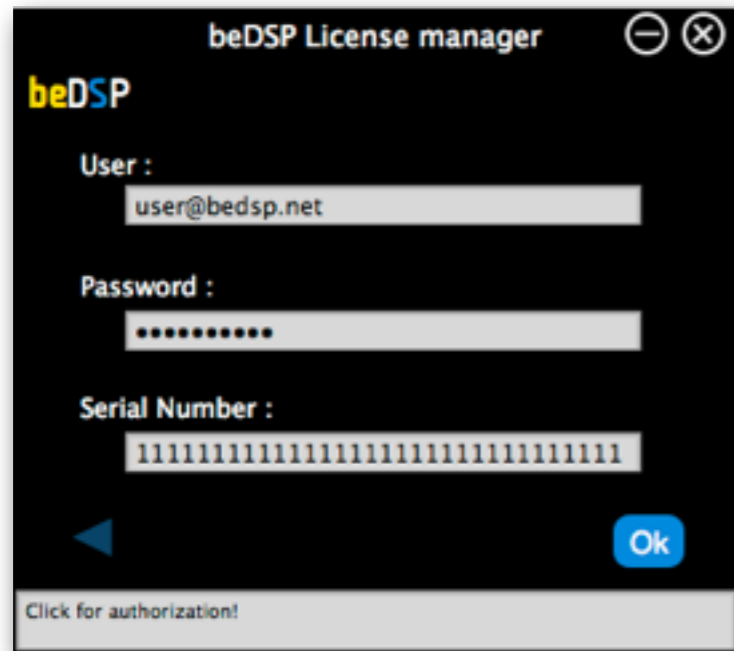 beDSP License manager
beDSP
User :
user@bedsp.net
Password :
••••••••••
Serial Number :
11111111111111111111111111111111
Ok
Click for authorization!